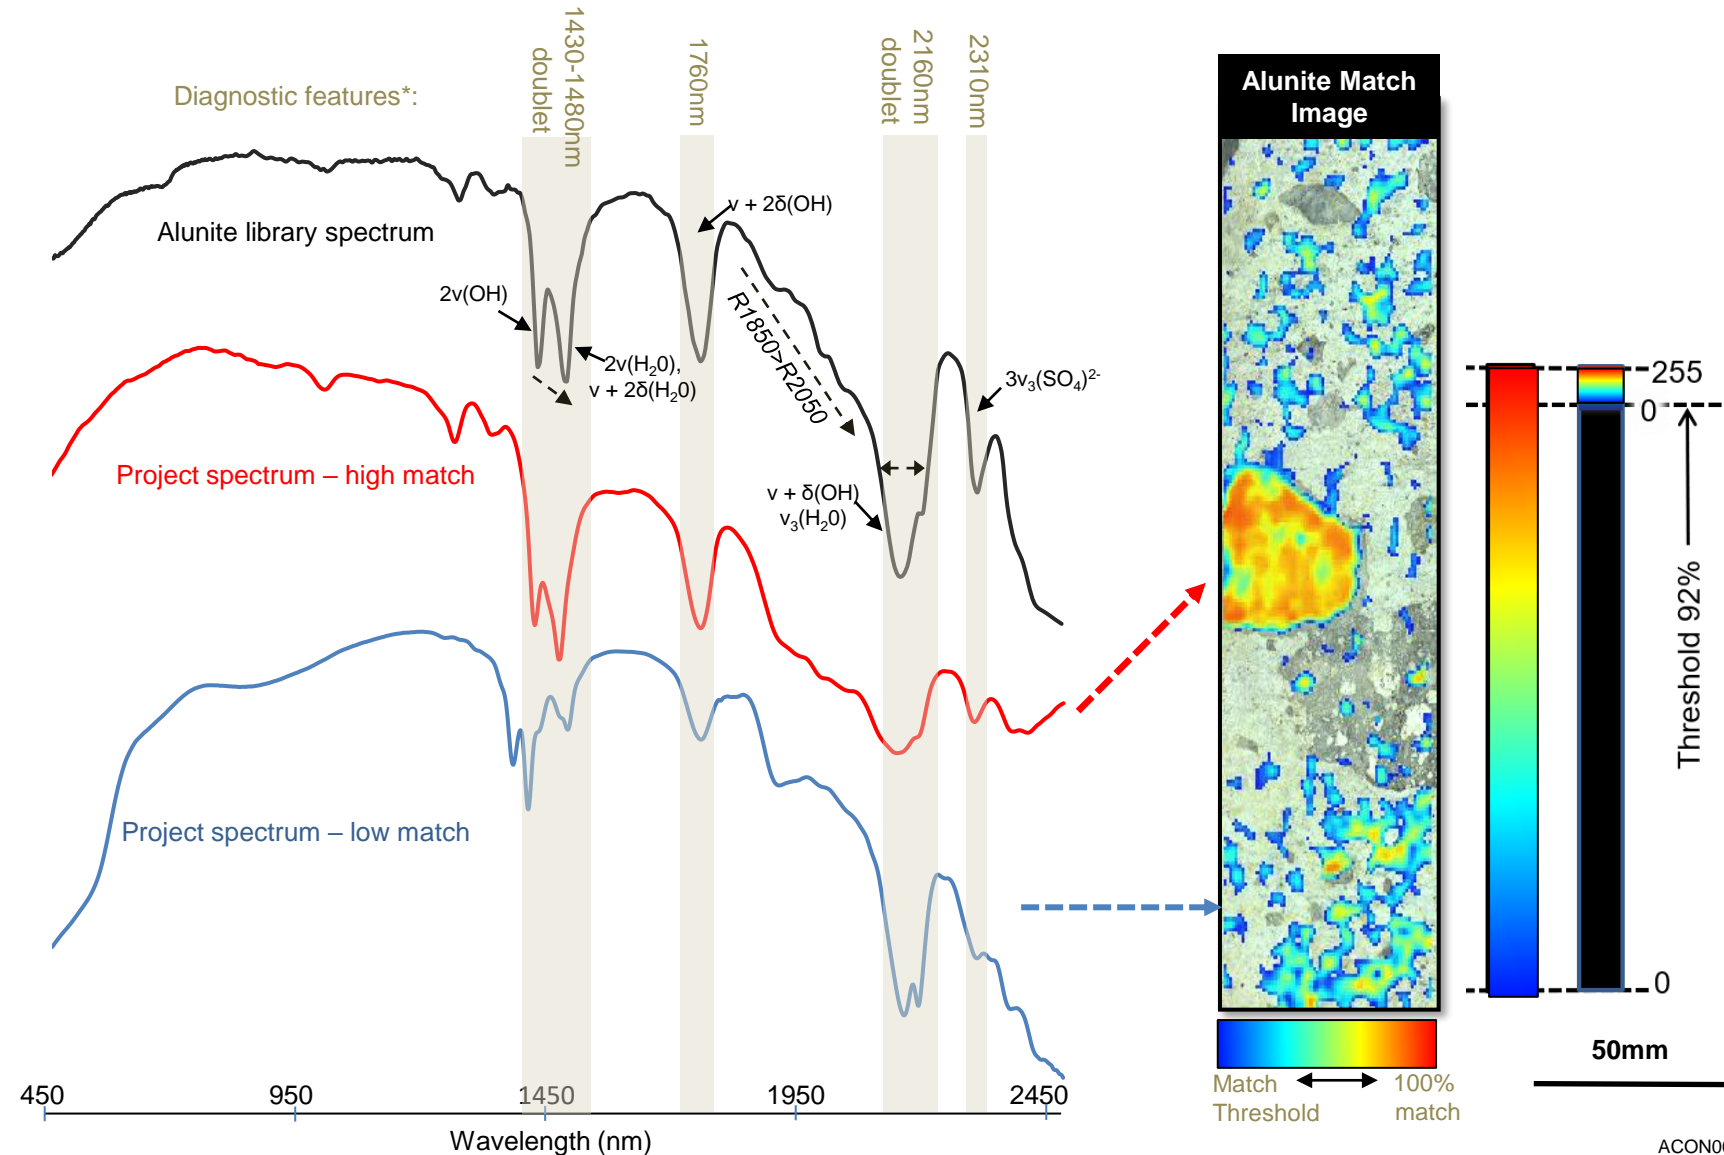 Diagnostic features*:
1430-1480nm
doublet
1760nm
2160nm
doublet
2310nm
Alunite library spectrum
2v(OH)
2v(H20),
v + 2δ(H20)
v + 2δ(OH)
R1850>R2050
v + δ(OH)
v3(H20)
3v3(SO4)2-
Project spectrum – high match
Project spectrum – low match
450
950
1450
1950
2450
Wavelength (nm)
Alunite Match
Image
Match
Threshold
100%
match
255
0
Threshold 92%
0
50mm